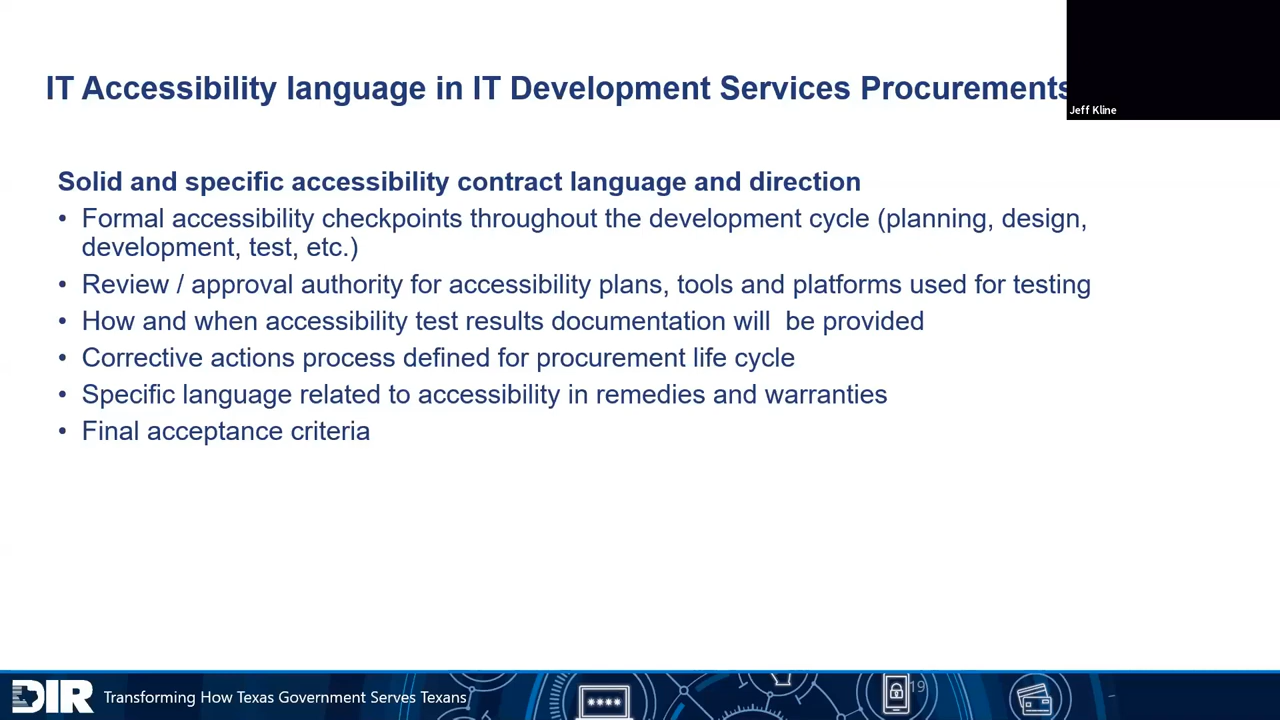 IT Accessibility language in IT Development Services Procurements
Jeff Kline
Solid and specific accessibility contract language and direction
• Formal accessibility checkpoints throughout the development cycle (planning, design,
development, test, etc.)
• Review / approval authority for accessibility plans, tools and platforms used for testing
• How and when accessibility test results documentation will  be provided
• Corrective actions process defined for procurement life cycle
• Specific language related to accessibility in remedies and warranties
• Final acceptance criteria
DIR Transforming How Texas Government Serves Texans
****
19